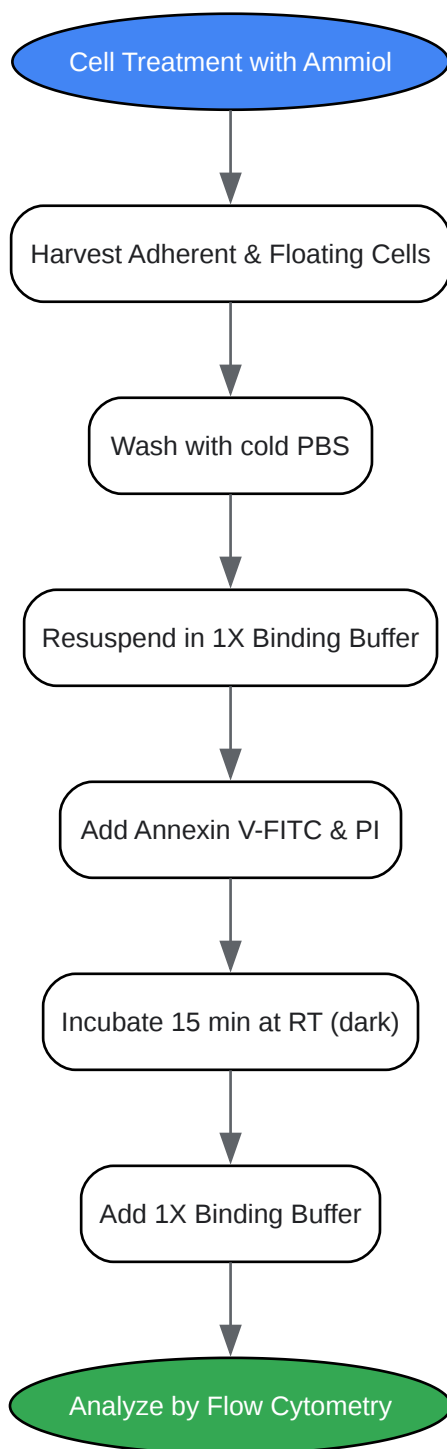 Cell Treatment with Ammiol
Harvest Adherent & Floating Cells
Wash with cold PBS
Resuspend in 1X Binding Buffer
Add Annexin V-FITC & PI
Incubate 15 min at RT (dark)
Add 1X Binding Buffer
Analyze by Flow Cytometry